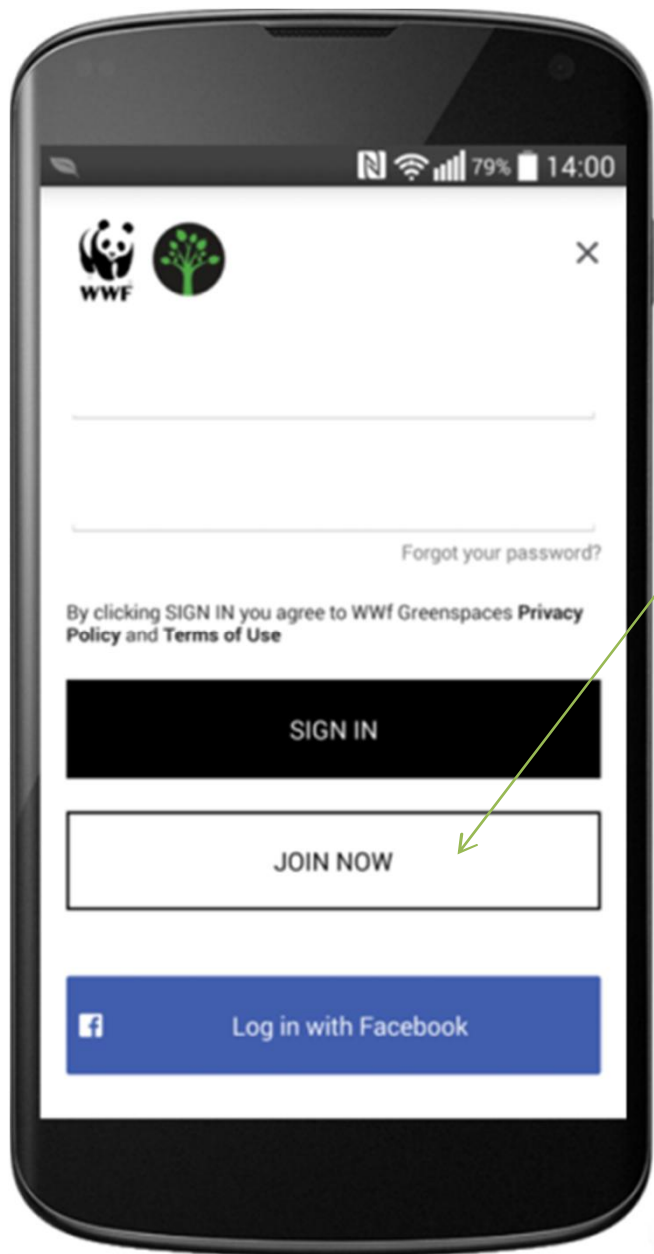 79% 14:00
WWF
Forgot your password?
By clicking SIGN IN you agree to WWf Greenspaces Privacy
Policy and Terms of Use
SIGN IN
JOIN NOW
Log in with Facebook